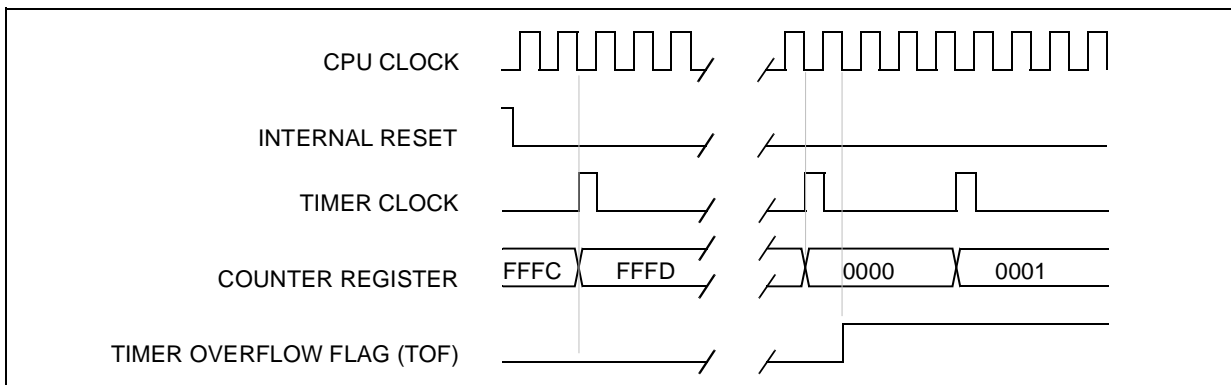 CPU CLOCK
INTERNAL RESET
TIMER CLOCK
COUNTER REGISTER
FFFC FFFD 0000 0001
TIMER OVERFLOW FLAG (TOF)